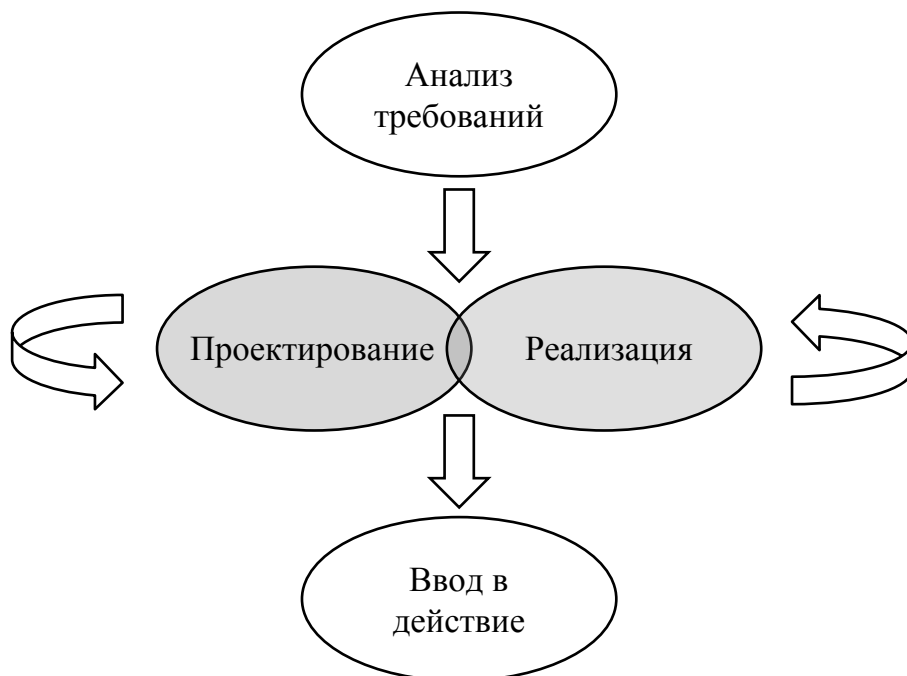 Анализ
требований
Проектирование
Реализация
Ввод в
действие